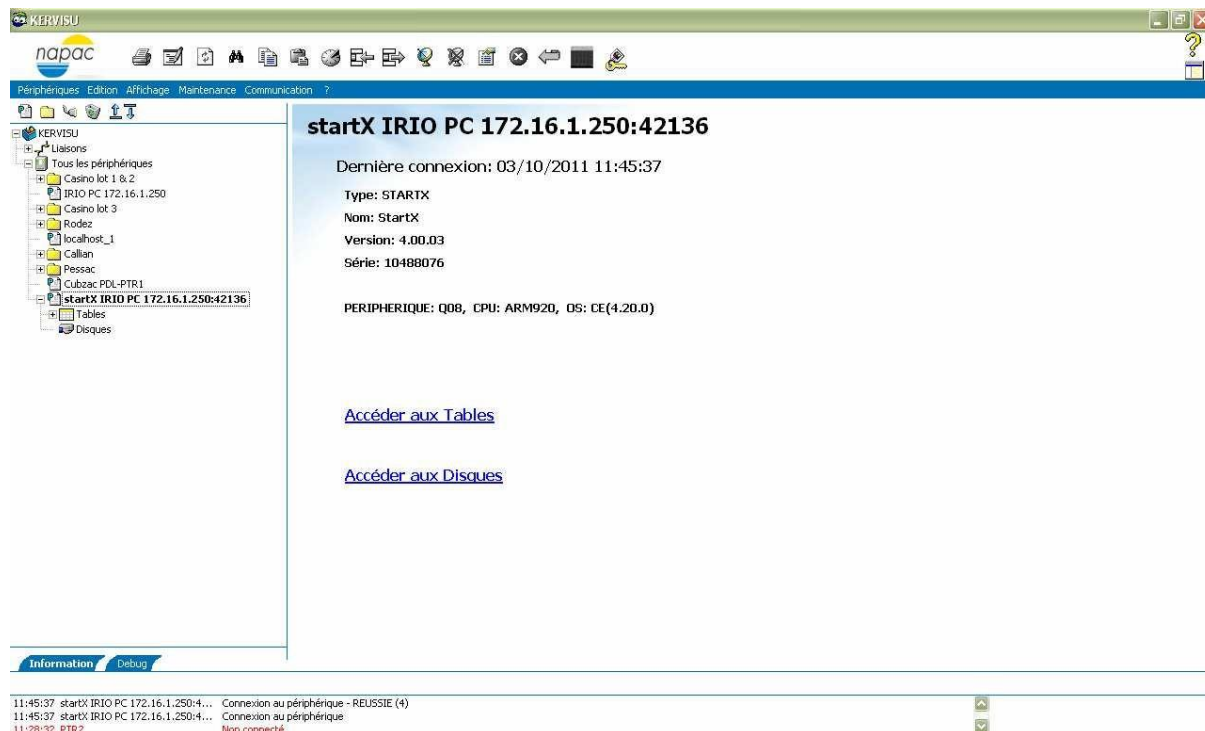 KERVISU
napac
?
Périphériques Edition Affichage Maintenance Communication ?
KERVISU
Liaisons
Tous les périphériques
Casino lot 1 & 2
IRIO PC 172.16.1.250
Casino lot 3
Rodez
localhost_1
Callian
Pessac
Cubzac PDL-PTR1
startX IRIO PC 172.16.1.250:42136
Tables
Disques
startX IRIO PC 172.16.1.250:42136
Dernière connexion: 03/10/2011 11:45:37
Type: STARTX
Nom: StartX
Version: 4.00.03
Série: 10488076
PERIPHERIQUE: Q08, CPU: ARM920, OS: CE(4.20.0)
Accéder aux Tables
Accéder aux Disques
Information Debug
11:45:37 startX IRIO PC 172.16.1.250:4... Connexion au périphérique - REUSSIE (4)
11:45:37 startX IRIO PC 172.16.1.250:4... Connexion au périphérique
11:28:32 PTR2 Non connecté